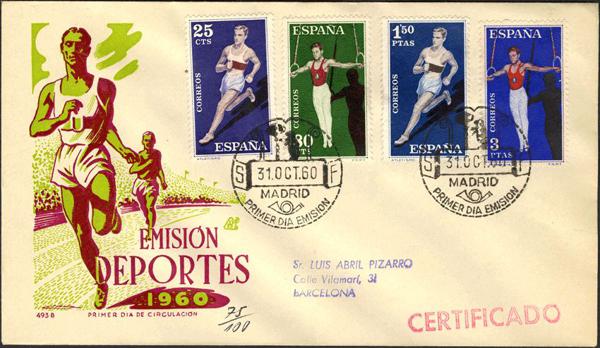 25
CTS
CORREOS
ESPAÑA
ESPAÑA
CORREOS
80
CTS
1'50
PTAS
CORREOS
ESPAÑA
ESPAÑA
CORREOS
3
PTAS
S F
31.OCT.60
MADRID
PRIMER DIA EMISION
S F
31.OCT.60
MADRID
PRIMER DIA EMISION
EMISIÓN
DEPORTES
1960
493 B PRIMER DIA DE CIRCULACION
75/100
Sr. LUIS ABRIL PIZARRO
Calle Vilamarí, 31
BARCELONA
CERTIFICADO